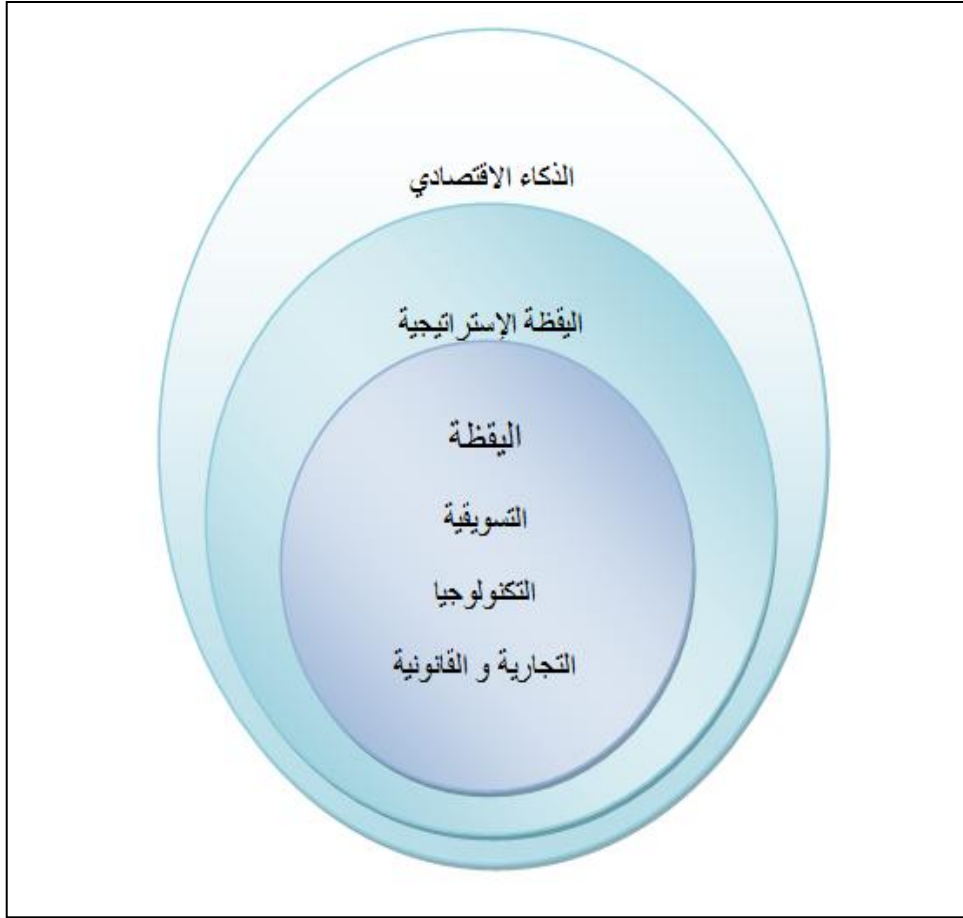 الذكاء الاقتصادي
اليقظة الإستراتيجية
اليقظة
التسويقية
التكنولوجيا
التجارية و القانونية